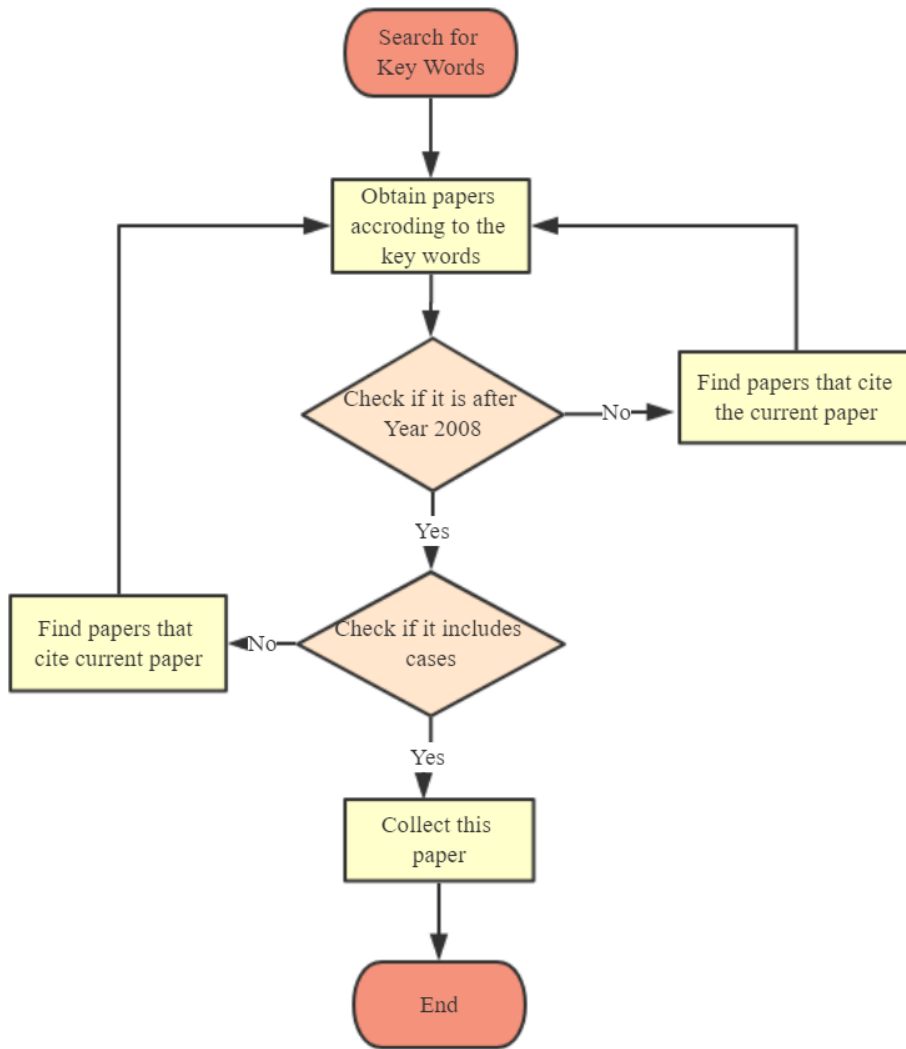 Search for
Key Words
Obtain papers
accroding to the
key words
Check if it is after
Year 2008
No
Find papers that cite
the current paper
Yes
Check if it includes
cases
No
Find papers that
cite current paper
Yes
Collect this
paper
End